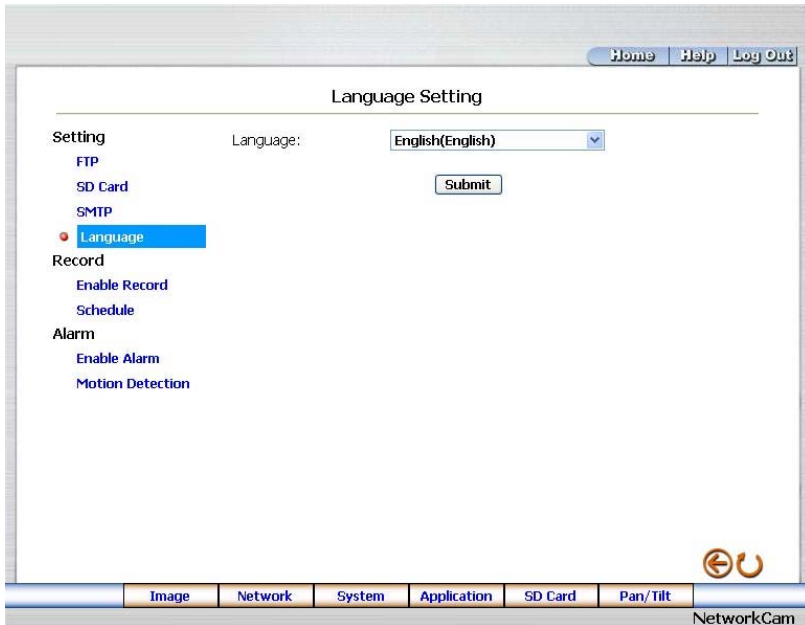 Home Help Log Out
Language Setting
Setting
FTP
SD Card
SMTP
Language
Record
Enable Record
Schedule
Alarm
Enable Alarm
Motion Detection
Language: English(English)
Submit
Image Network System Application SD Card Pan/Tilt
NetworkCam